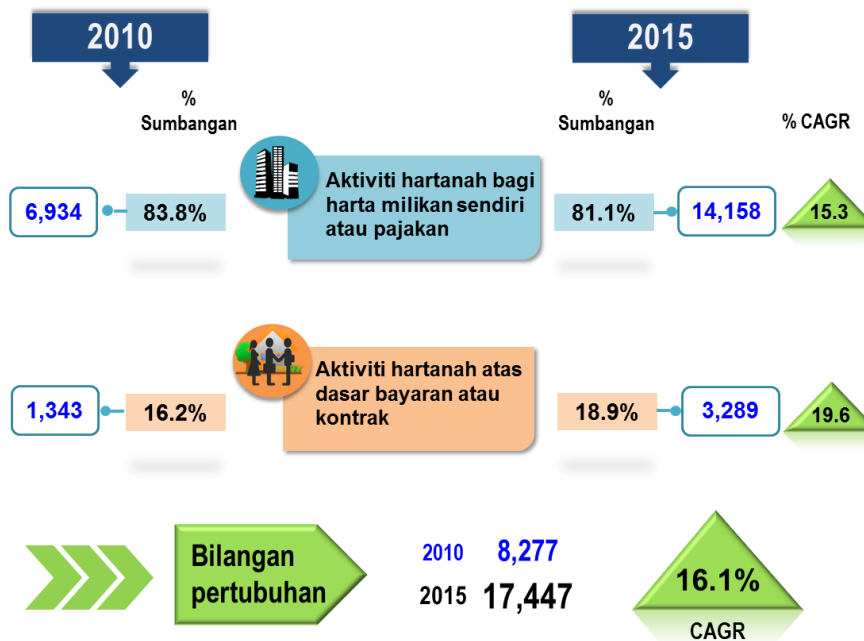 2010
2015
%
Sumbangan
%
Sumbangan
% CAGR
6,934
83.8%
Aktiviti hartanah bagi
harta milikan sendiri
atau pajakan
81.1%
14,158
15.3
1,343
16.2%
Aktiviti hartanah atas
dasar bayaran atau
kontrak
18.9%
3,289
19.6
Bilangan
pertubuhan
2010 8,277
2015 17,447
16.1%
CAGR